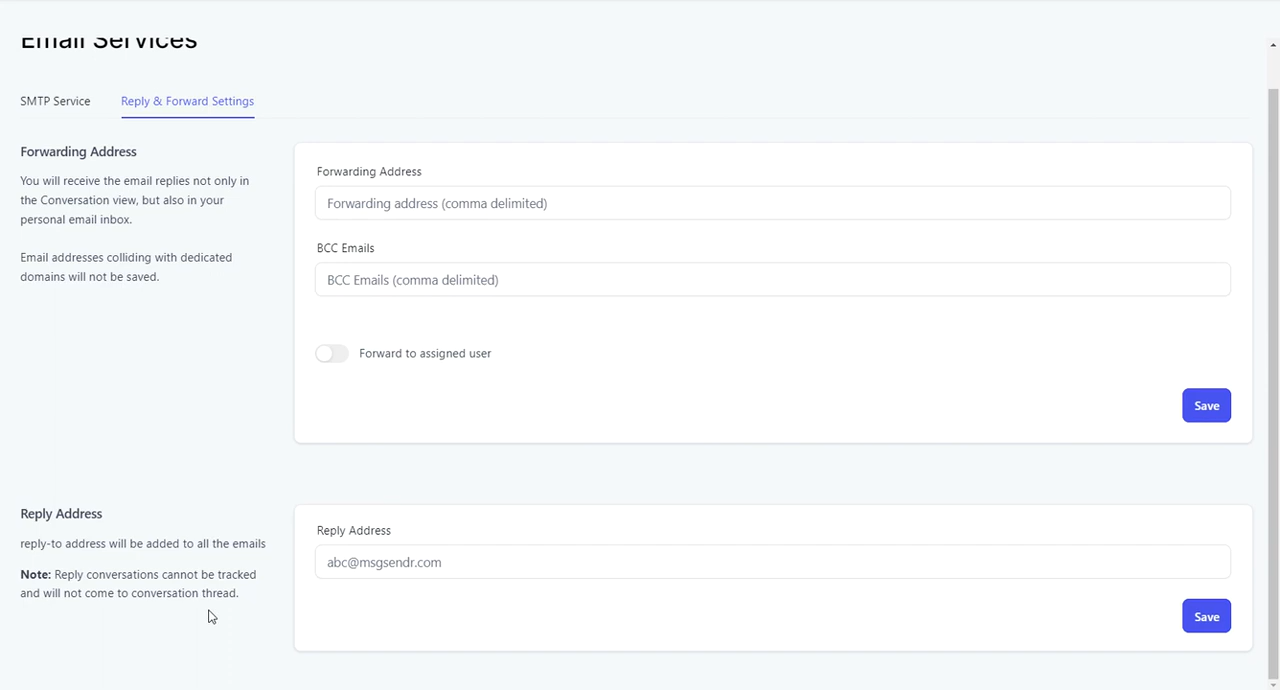 Email Services
SMTP Service
Reply & Forward Settings
Forwarding Address
You will receive the email replies not only in
the Conversation view, but also in your
personal email inbox.
Email addresses colliding with dedicated
domains will not be saved.
Forwarding Address
Forwarding address (comma delimited)
BCC Emails
BCC Emails (comma delimited)
Forward to assigned user
Save
Reply Address
reply-to address will be added to all the emails
Note: Reply conversations cannot be tracked
and will not come to conversation thread.
Reply Address
abc@msgsendr.com
Save